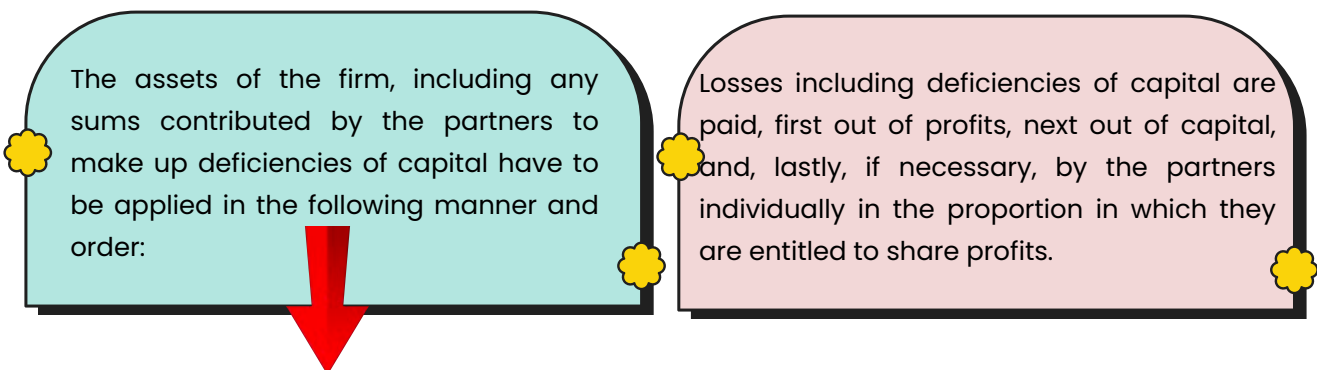 The assets of the firm, including any
sums contributed by the partners to
make up deficiencies of capital have to
be applied in the following manner and
order:
Losses including deficiencies of capital are
paid, first out of profits, next out of capital,
and, lastly, if necessary, by the partners
individually in the proportion in which they
are entitled to share profits.